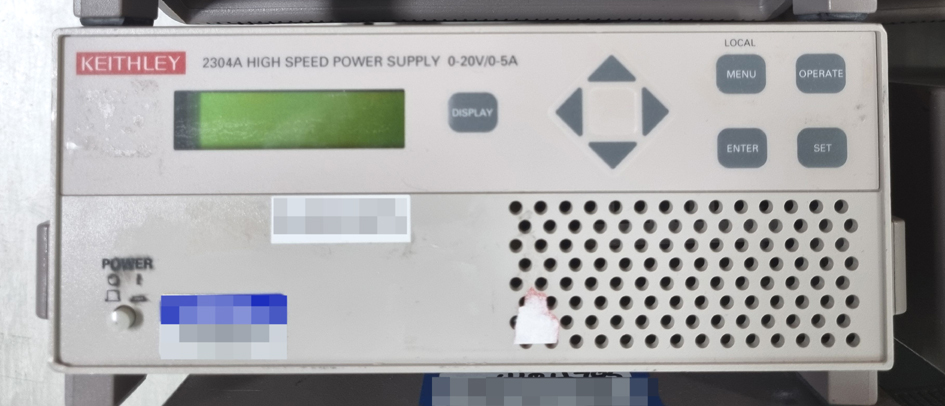 KEITHLEY 2304A HIGH SPEED POWER SUPPLY 0-20V/0-5A
LOCAL
MENU OPERATE
DISPLAY
ENTER SET
POWER